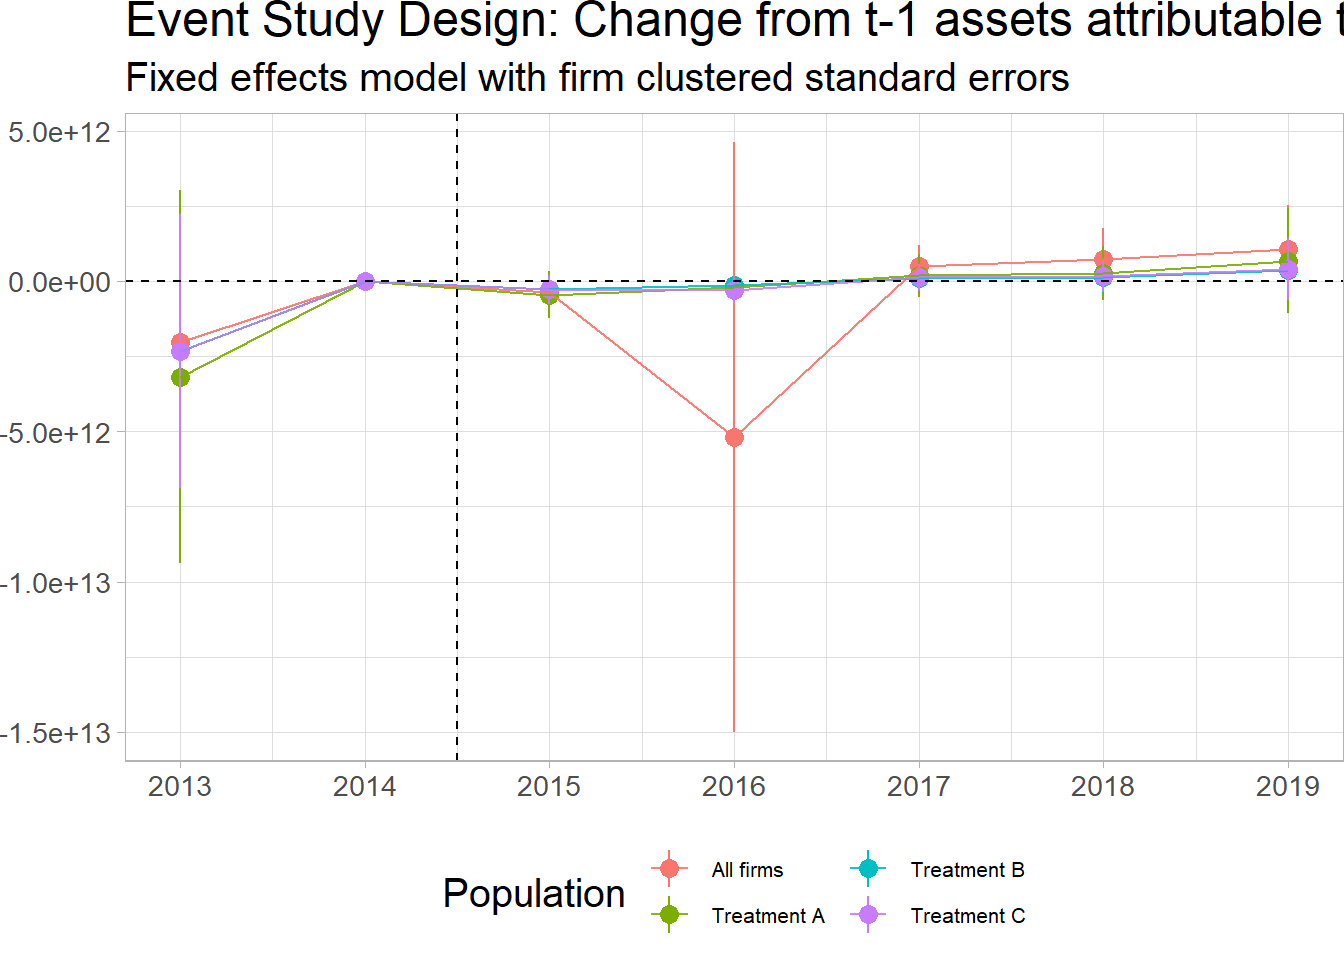 Event Study Design: Change from t-1 assets attributable t
Fixed effects model with firm clustered standard errors
5.0e+12
0.0e+00
-5.0e+12
-1.0e+13
-1.5e+13
2013 2014 2015 2016 2017 2018 2019
Population
All firms
Treatment A
Treatment B
Treatment C